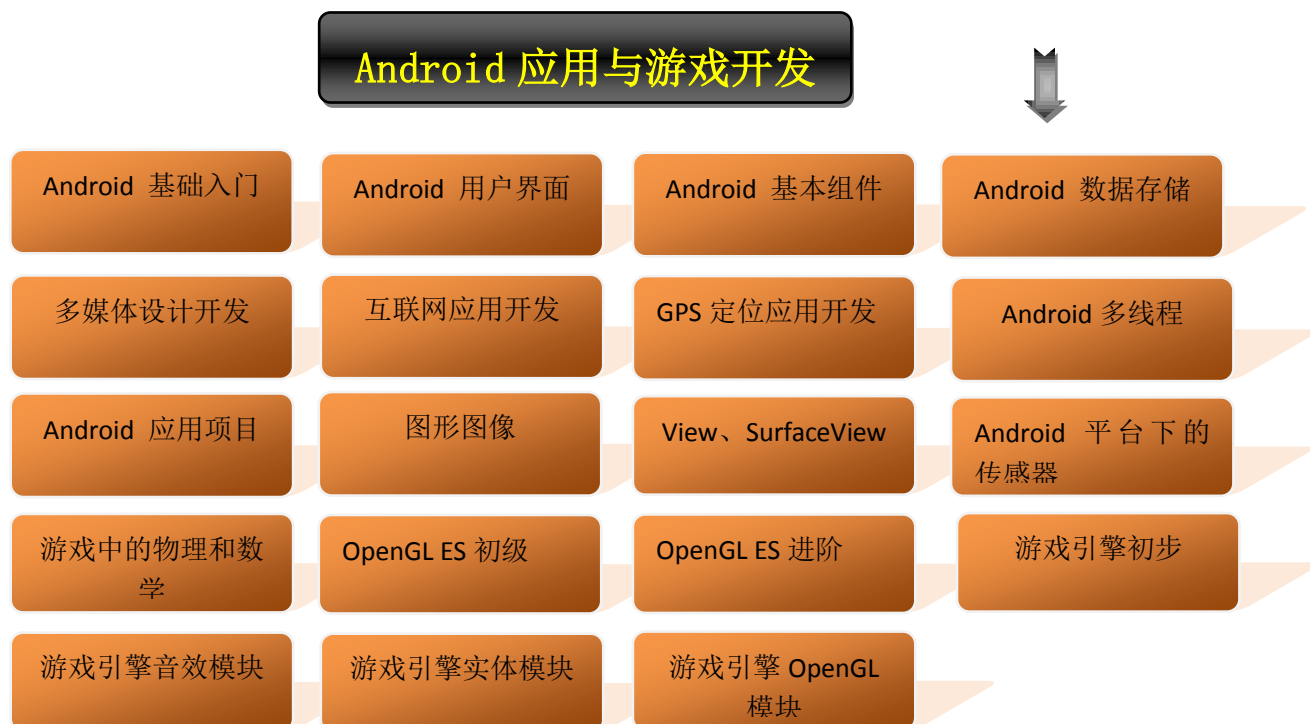 Android 应用与游戏开发
Android 基础入门
Android 用户界面
Android 基本组件
Android 数据存储
多媒体设计开发
互联网应用开发
GPS 定位应用开发
Android 多线程
Android 应用项目
图形图像
View、SurfaceView
Android 平台下的
传感器
游戏中的物理和数
学
OpenGL ES 初级
OpenGL ES 进阶
游戏引擎初步
游戏引擎音效模块
游戏引擎实体模块
游戏引擎 OpenGL
模块